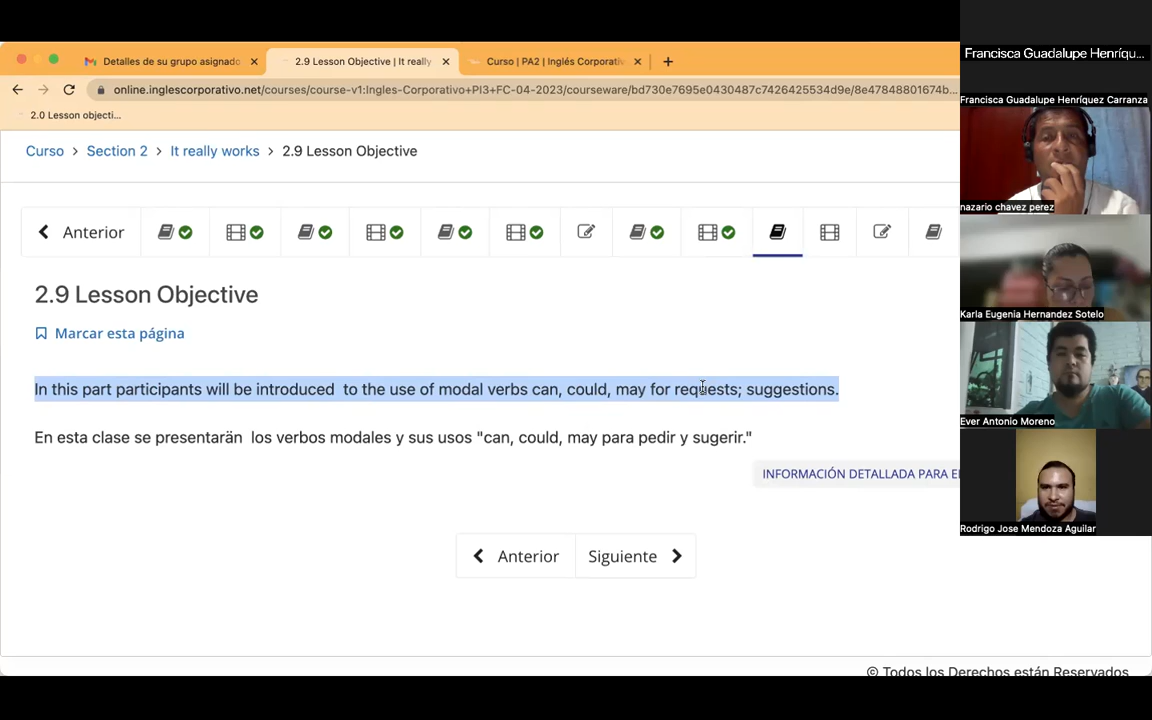 Detalles de su grupo asignado
2.9 Lesson Objective | It really
Curso | PA2 | Inglés Corporativ
online.inglescorporativo.net/courses/course-v1:Ingles-Corporativo+PI3+FC-04-2023/courseware/bd730e7695e0430487c7426425534d9e/8e47848801674b...
2.0 Lesson objecti...
Curso > Section 2 > It really works > 2.9 Lesson Objective
Anterior
2.9 Lesson Objective
Marcar esta página
In this part participants will be introduced to the use of modal verbs can, could, may for requests; suggestions.
En esta clase se presentarän los verbos modales y sus usos "can, could, may para pedir y sugerir."
INFORMACIÓN DETALLADA PARA E
Anterior
Siguiente
© Todos los Derechos están Reservados
Francisca Guadalupe Henríqu...
Francisca Guadalupe Henríquez Carranza
nazario chavez perez
Karla Eugenia Hernandez Sotelo
Ever Antonio Moreno
Rodrigo Jose Mendoza Aguilar